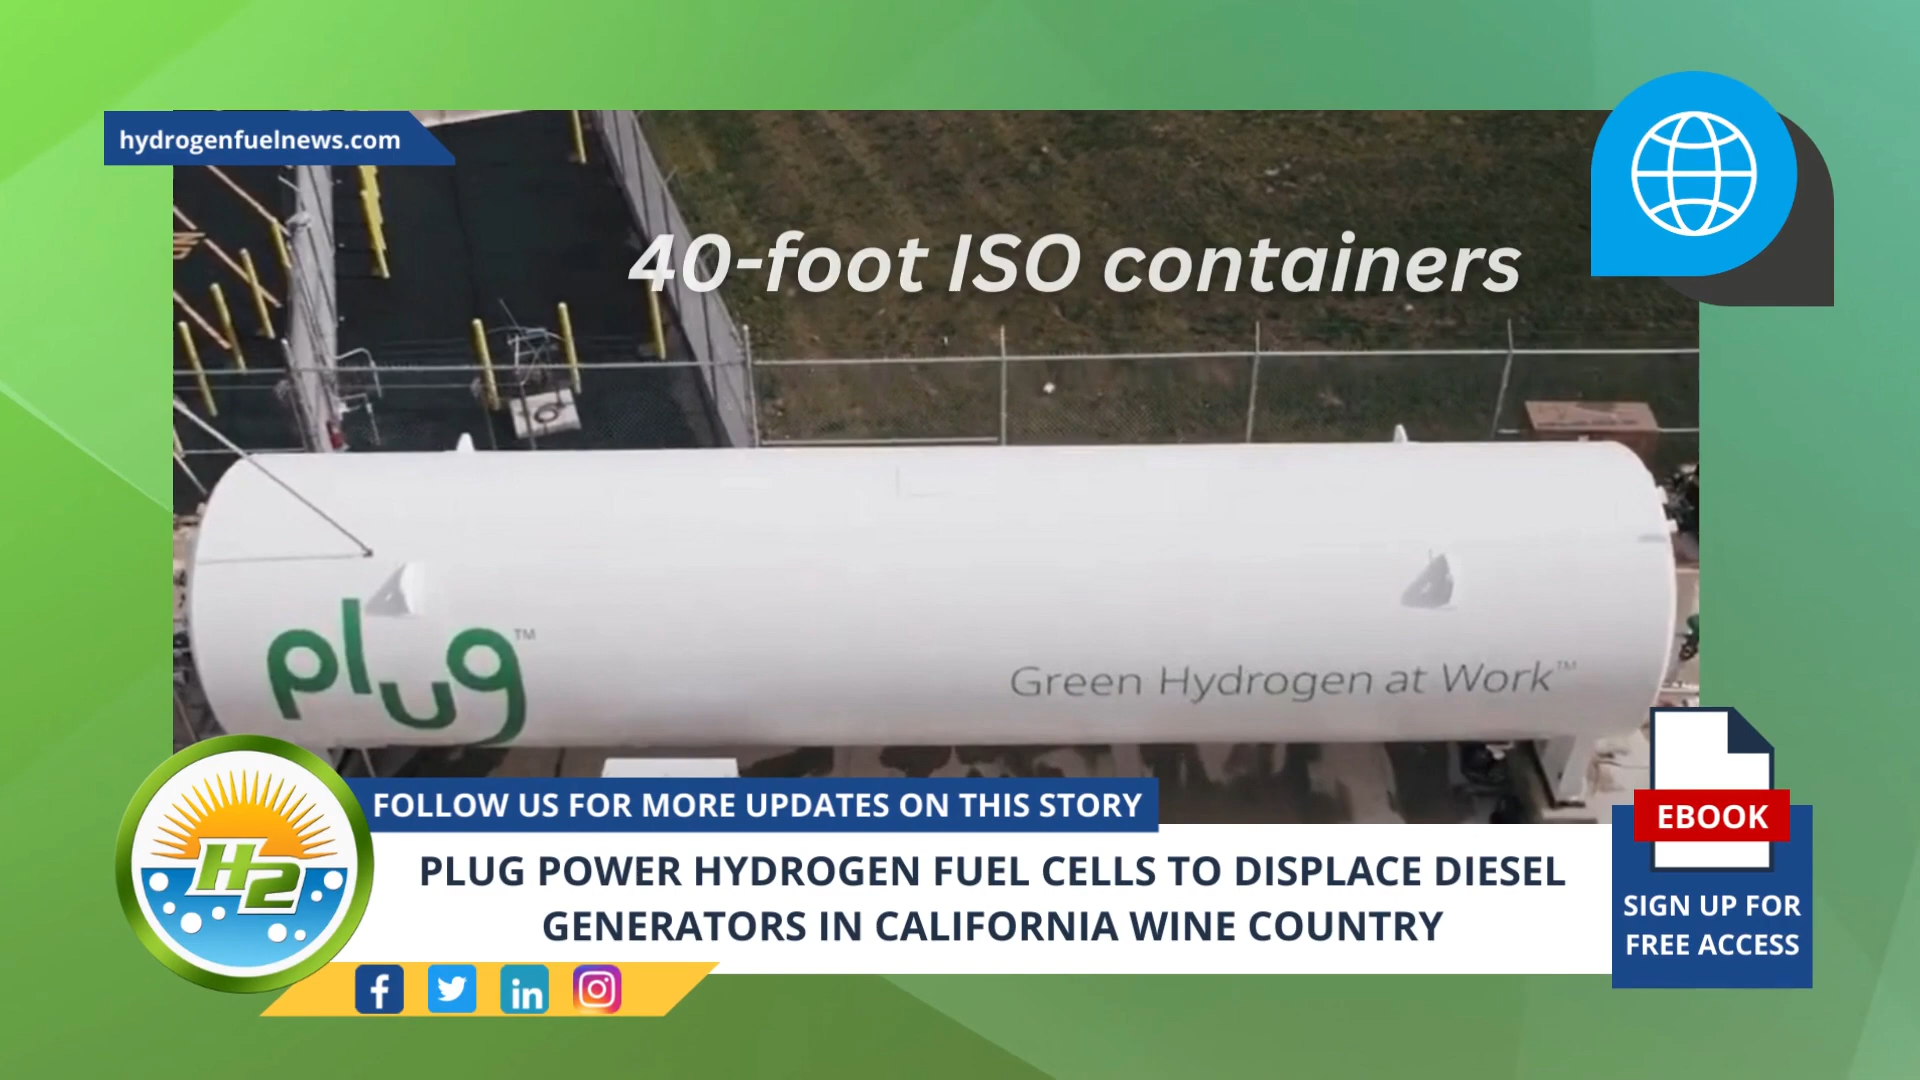 hydrogenfuelnews.com
40-foot ISO containers
plug™
Green Hydrogen at Work™
FOLLOW US FOR MORE UPDATES ON THIS STORY
H2
PLUG POWER HYDROGEN FUEL CELLS TO DISPLACE DIESEL
GENERATORS IN CALIFORNIA WINE COUNTRY
EBOOK
SIGN UP FOR
FREE ACCESS
f
in